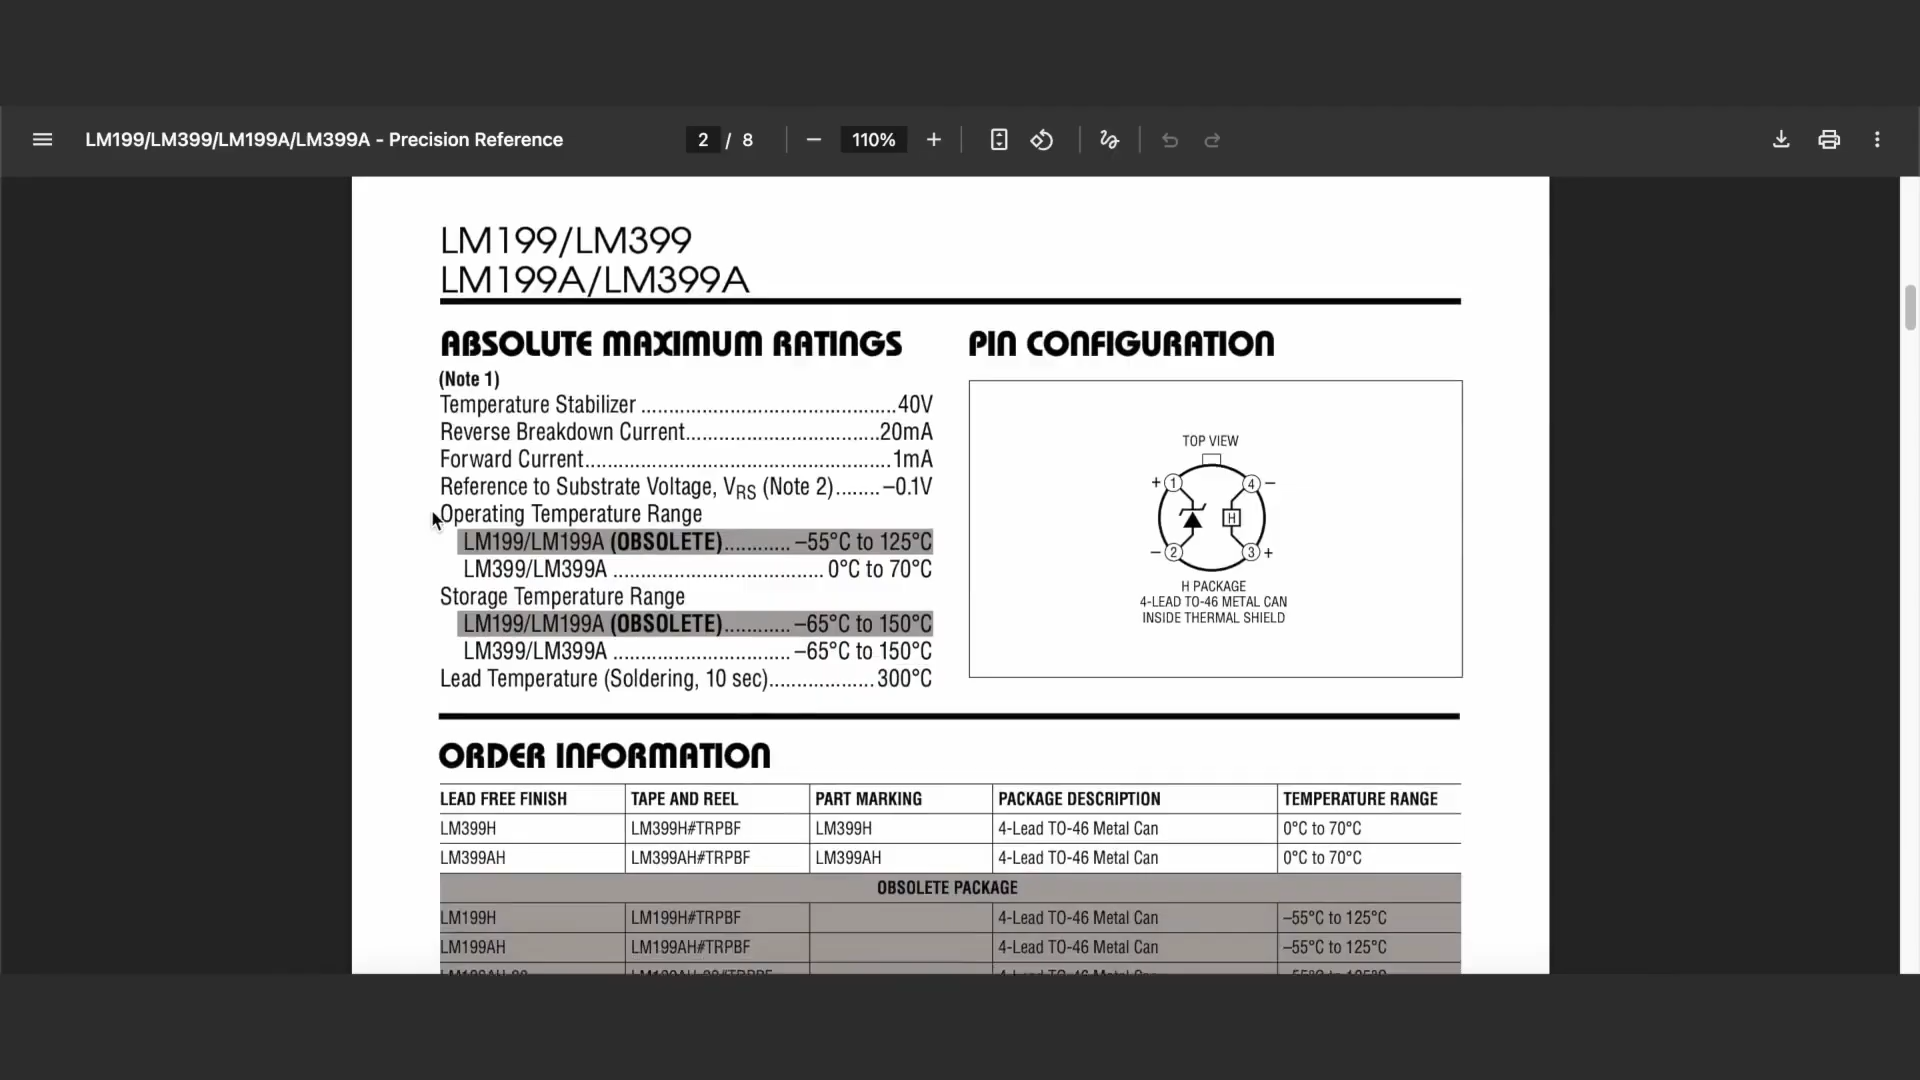 LM199/LM399/LM199A/LM399A - Precision Reference
2 / 8
110%
LM199/LM399
LM199A/LM399A
ABSOLUTE MAXIMUM RATINGS
(Note 1)
Temperature Stabilizer ..............................................40V
Reverse Breakdown Current...................................20mA
Forward Current.......................................................1mA
Reference to Substrate Voltage, VRS (Note 2)........–0.1V
Operating Temperature Range
LM199/LM199A (OBSOLETE)............ –55°C to 125°C
LM399/LM399A ...................................... 0°C to 70°C
Storage Temperature Range
LM199/LM199A (OBSOLETE)............ –65°C to 150°C
LM399/LM399A ................................ –65°C to 150°C
Lead Temperature (Soldering, 10 sec)...................300°C
PIN CONFIGURATION
TOP VIEW
+ 1 4 –
H
– 2 3 +
H PACKAGE
4-LEAD TO-46 METAL CAN
INSIDE THERMAL SHIELD
ORDER INFORMATION
LEAD FREE FINISH TAPE AND REEL PART MARKING PACKAGE DESCRIPTION TEMPERATURE RANGE
LM399H LM399H#TRPBF LM399H 4-Lead TO-46 Metal Can 0°C to 70°C
LM399AH LM399AH#TRPBF LM399AH 4-Lead TO-46 Metal Can 0°C to 70°C
OBSOLETE PACKAGE
LM199H LM199H#TRPBF 4-Lead TO-46 Metal Can –55°C to 125°C
LM199AH LM199AH#TRPBF 4-Lead TO-46 Metal Can –55°C to 125°C